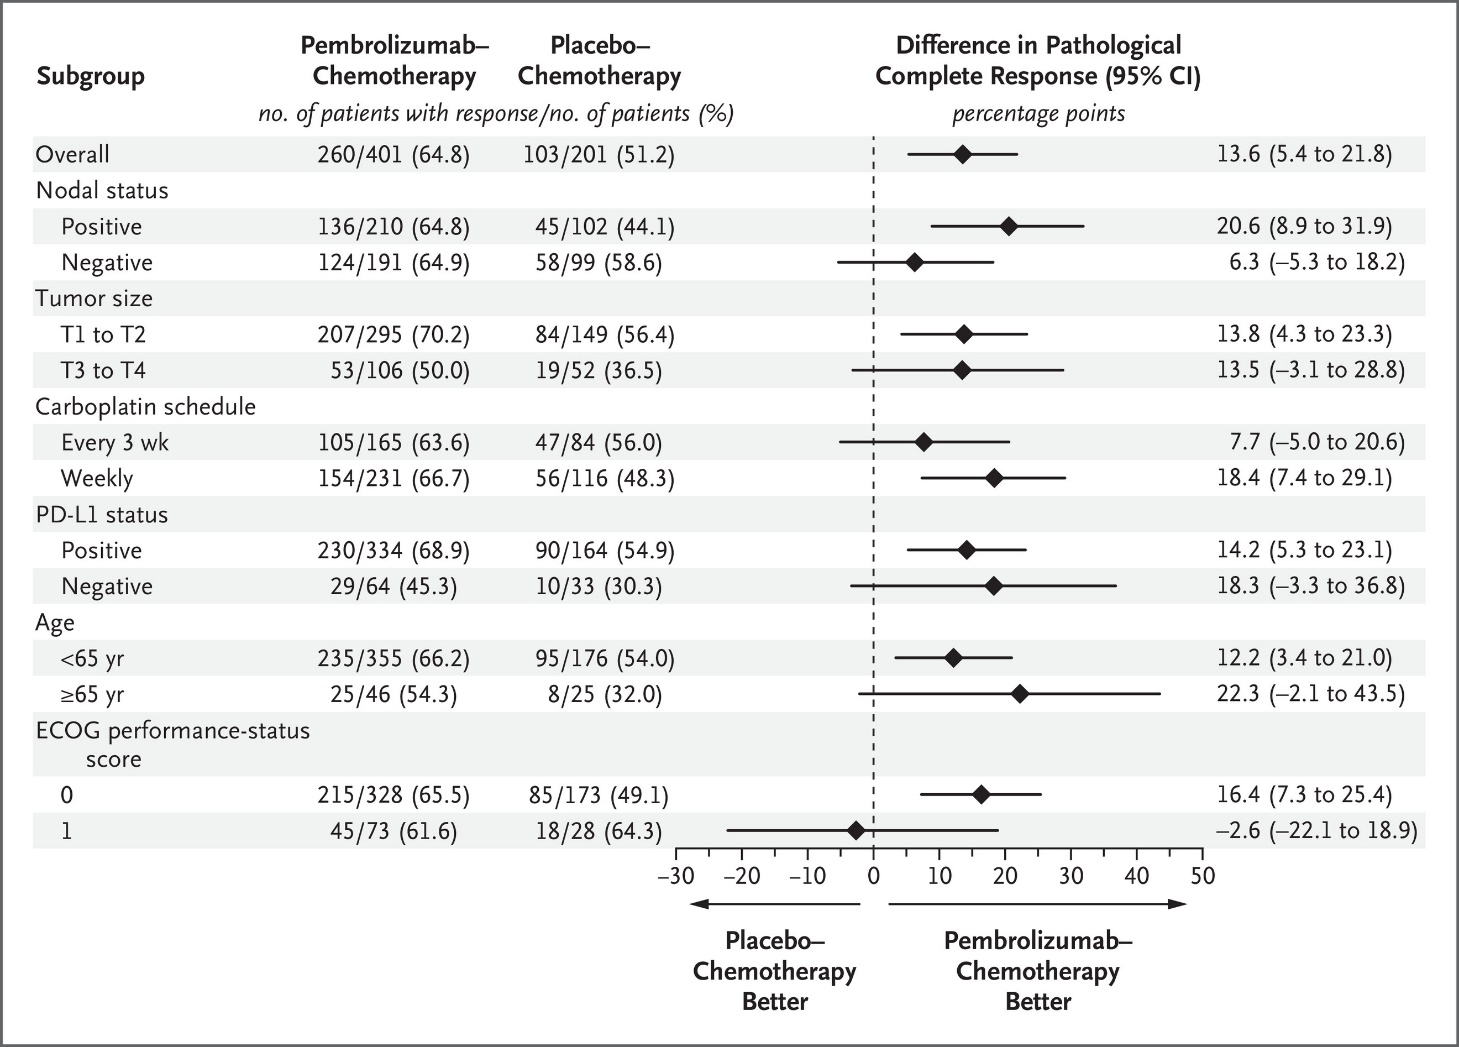 Subgroup Pembrolizumab– Placebo– Difference in Pathological
Chemotherapy Chemotherapy Complete Response (95% CI)
no. of patients with response/no. of patients (%) percentage points
Overall 260/401 (64.8) 103/201 (51.2) 13.6 (5.4 to 21.8)
Nodal status
Positive 136/210 (64.8) 45/102 (44.1) 20.6 (8.9 to 31.9)
Negative 124/191 (64.9) 58/99 (58.6) 6.3 (–5.3 to 18.2)
Tumor size
T1 to T2 207/295 (70.2) 84/149 (56.4) 13.8 (4.3 to 23.3)
T3 to T4 53/106 (50.0) 19/52 (36.5) 13.5 (–3.1 to 28.8)
Carboplatin schedule
Every 3 wk 105/165 (63.6) 47/84 (56.0) 7.7 (–5.0 to 20.6)
Weekly 154/231 (66.7) 56/116 (48.3) 18.4 (7.4 to 29.1)
PD-L1 status
Positive 230/334 (68.9) 90/164 (54.9) 14.2 (5.3 to 23.1)
Negative 29/64 (45.3) 10/33 (30.3) 18.3 (–3.3 to 36.8)
Age
<65 yr 235/355 (66.2) 95/176 (54.0) 12.2 (3.4 to 21.0)
≥65 yr 25/46 (54.3) 8/25 (32.0) 22.3 (–2.1 to 43.5)
ECOG performance-status
score
0 215/328 (65.5) 85/173 (49.1) 16.4 (7.3 to 25.4)
1 45/73 (61.6) 18/28 (64.3) –2.6 (–22.1 to 18.9)
–30 –20 –10 0 10 20 30 40 50
Placebo– Pembrolizumab–
Chemotherapy Chemotherapy
Better Better